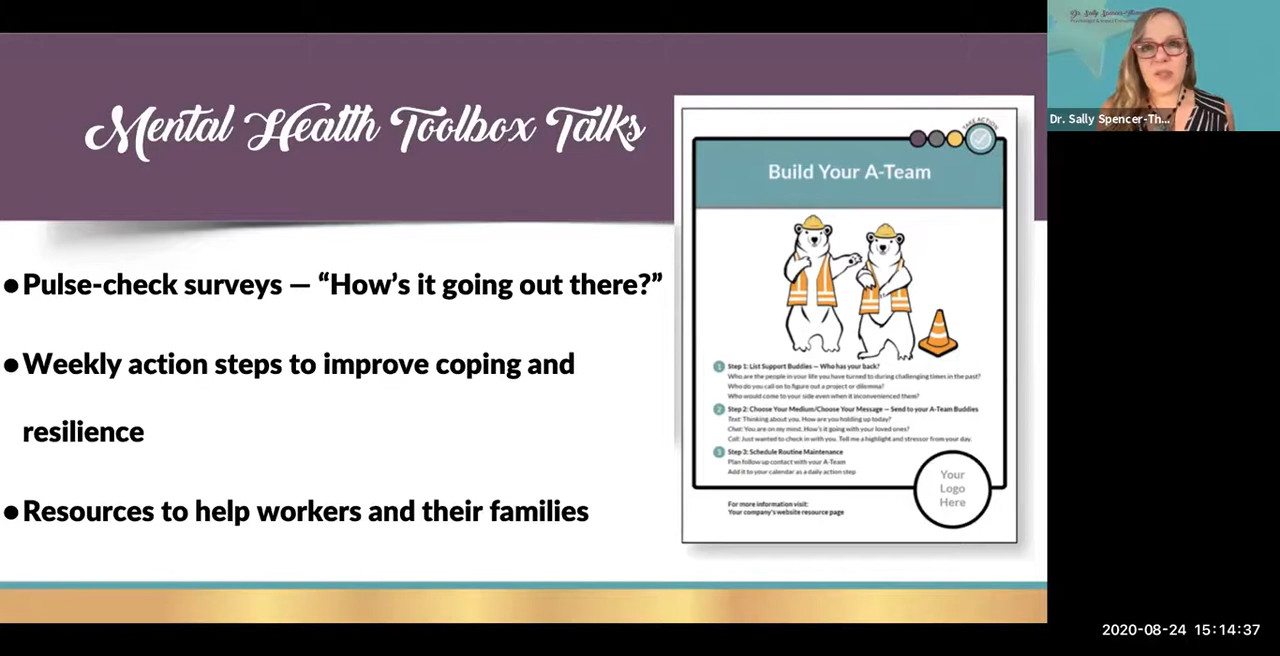 Mental Health Toolbox Talks
●Pulse-check surveys — “How’s it going out there?”
●Weekly action steps to improve coping and
resilience
●Resources to help workers and their families
TAKE ACTION
Build Your A-Team
1 Step 1: List Support Buddies — Who has your back?
Who are the people in your life you have turned to during challenging times in the past?
Who do you call on to figure out a project or dilemma?
Who would come to your side even when it inconvenienced them?
2 Step 2: Choose Your Medium/Choose Your Message — Send to your A-Team Buddies
Text: Thinking about you. How are you holding up today?
Chat: You are on my mind. How's it going with your loved ones?
Call: Just wanted to check in with you. Tell me a highlight and stressor from your day.
3 Step 3: Schedule Routine Maintenance
Plan follow up contact with your A-Team
Add it to your calendar as a daily action step
Your
Logo
Here
For more information visit:
Your company's website resource page
Dr. Sally Spencer-Th...
2020-08-24 15:14:37